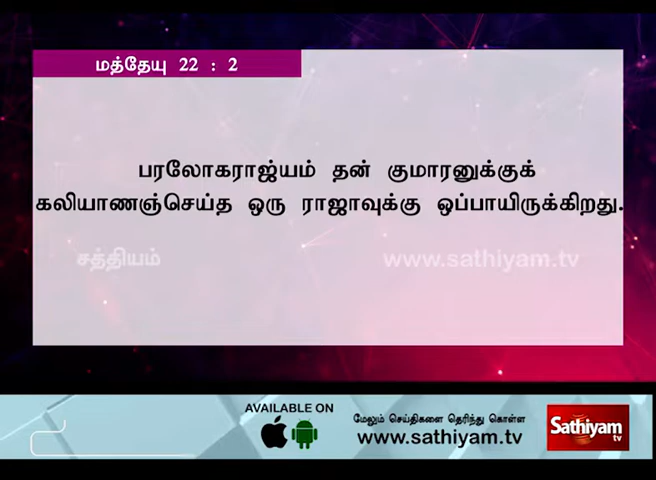 மத்தேயு 22 : 2
பரலோகராஜ்யம் தன் குமாரனுக்குக்
கலியாணஞ்செய்த ஒரு ராஜாவுக்கு ஒப்பாயிருக்கிறது.
சத்தியம்
www.sathiyam.tv
AVAILABLE ON
மேலும் செய்திகளை தெரிந்து கொள்ள
www.sathiyam.tv
Sathiyam
tv